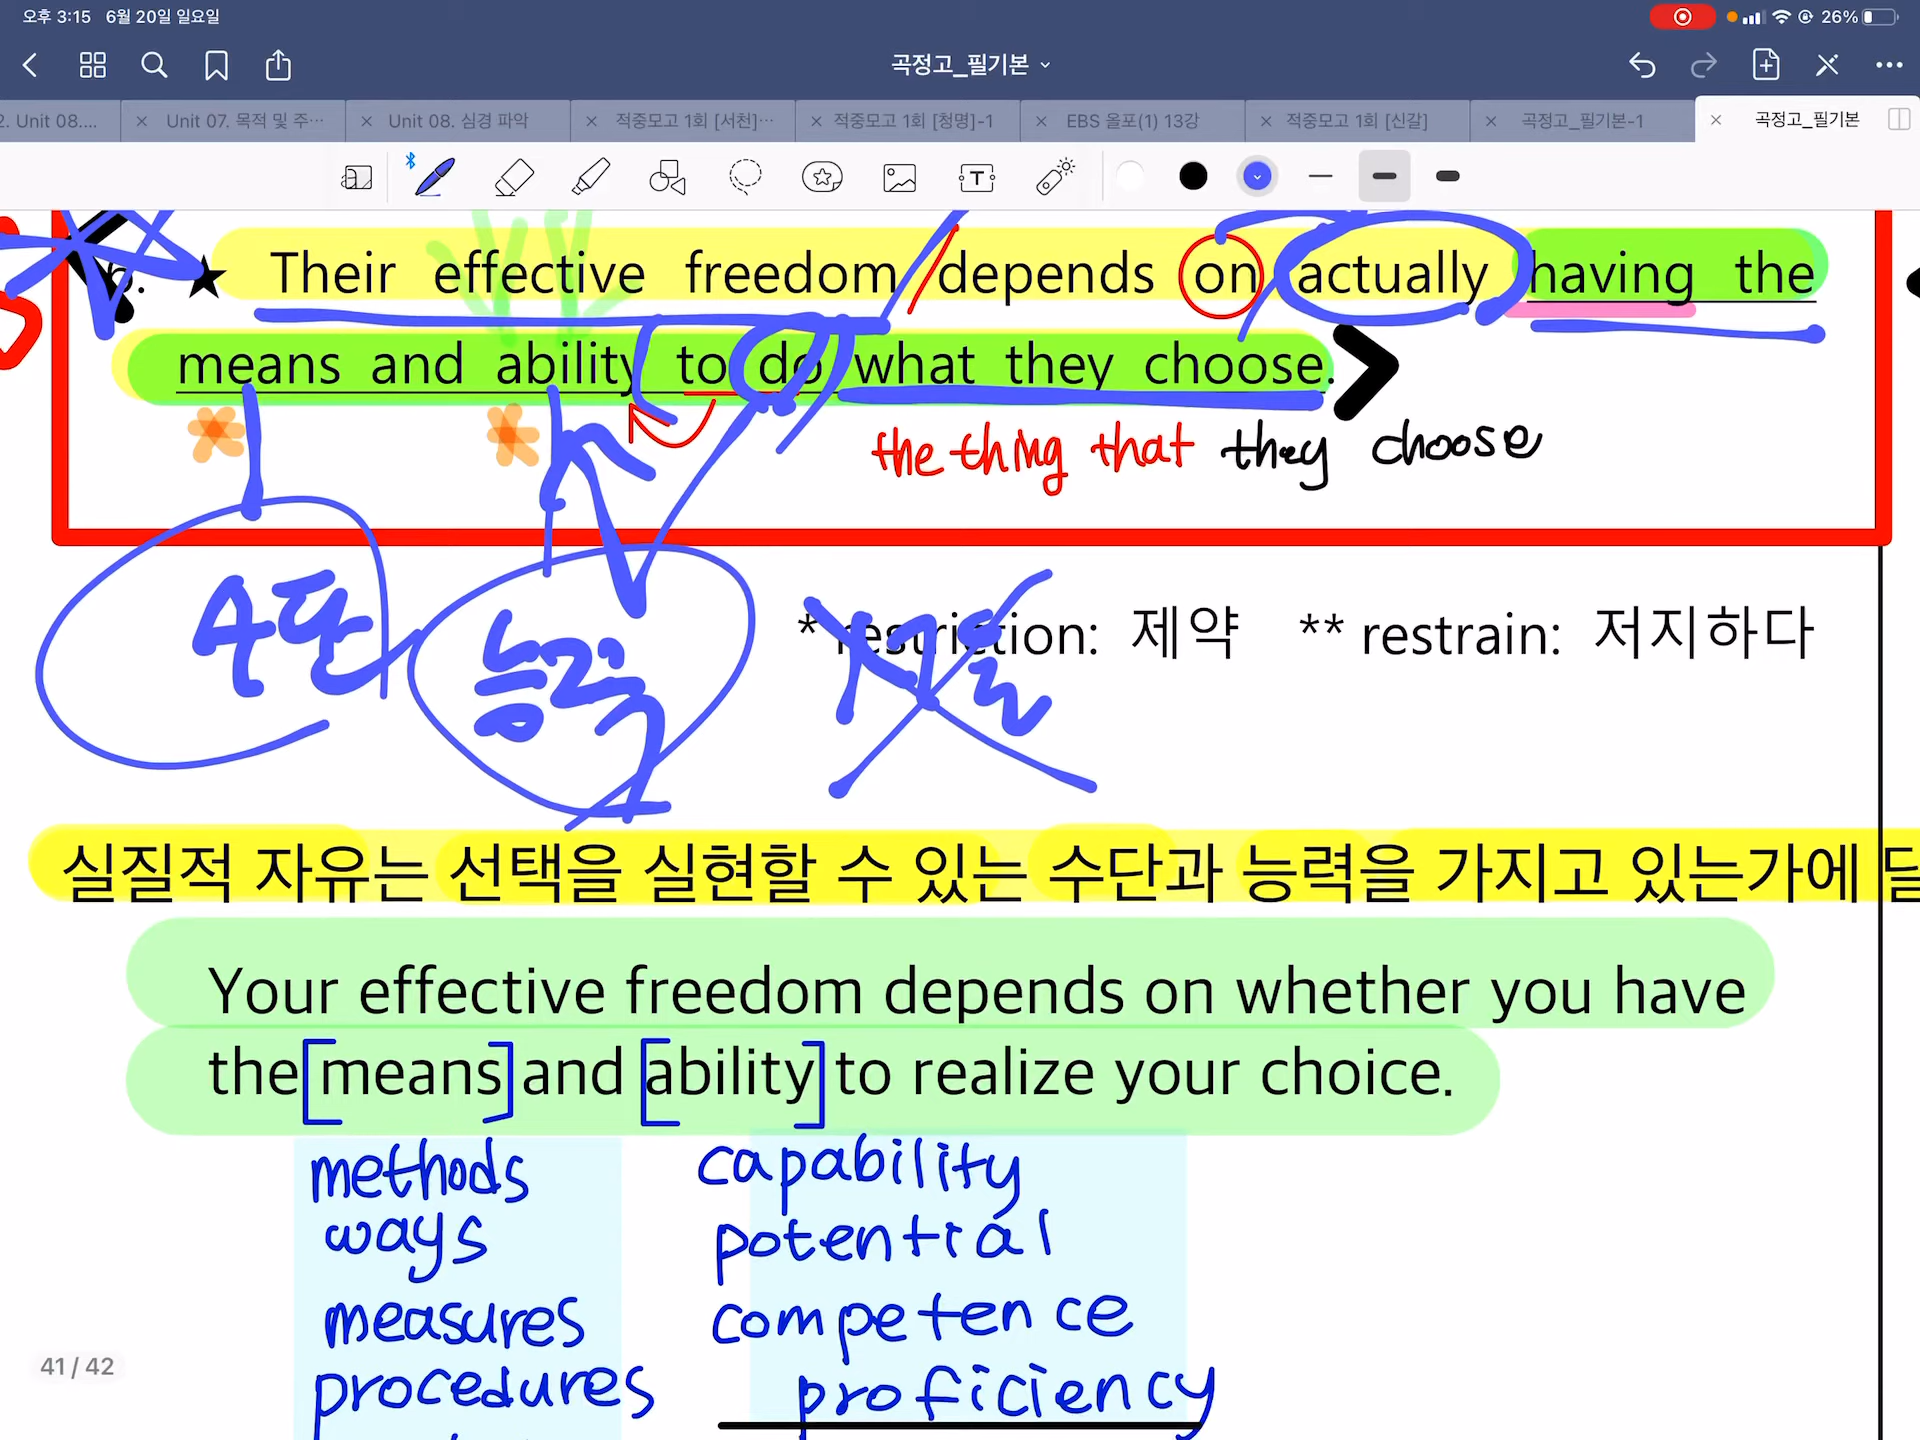 오후 3:15 6월 20일 일요일
26%
곡정고_필기본
2. Unit 08....
Unit 07. 목적 및 주...
Unit 08. 심경 파악
적중모고 1회 [서천]...
적중모고 1회 [청명]-1
EBS 올포(1) 13강
적중모고 1회 [신갈]
곡정고_필기본-1
곡정고_필기본
★ Their effective freedom / depends on actually having the
means and ability to do what they choose.
the thing that they choose
수단
능력
* restriction: 제약 ** restrain: 저지하다
실질적 자유는 선택을 실현할 수 있는 수단과 능력을 가지고 있는가에 달
Your effective freedom depends on whether you have
the [means] and [ability] to realize your choice.
methods capability
ways potential
measures competence
procedures proficiency
41 / 42